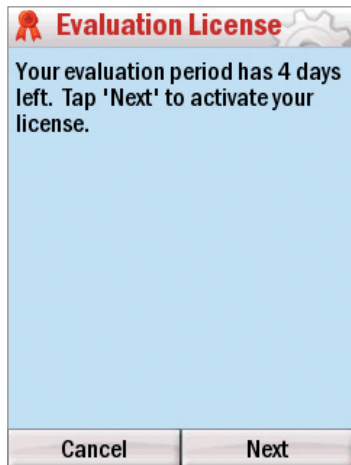 Evaluation License
Your evaluation period has 4 days
left. Tap 'Next' to activate your
license.
Cancel Next